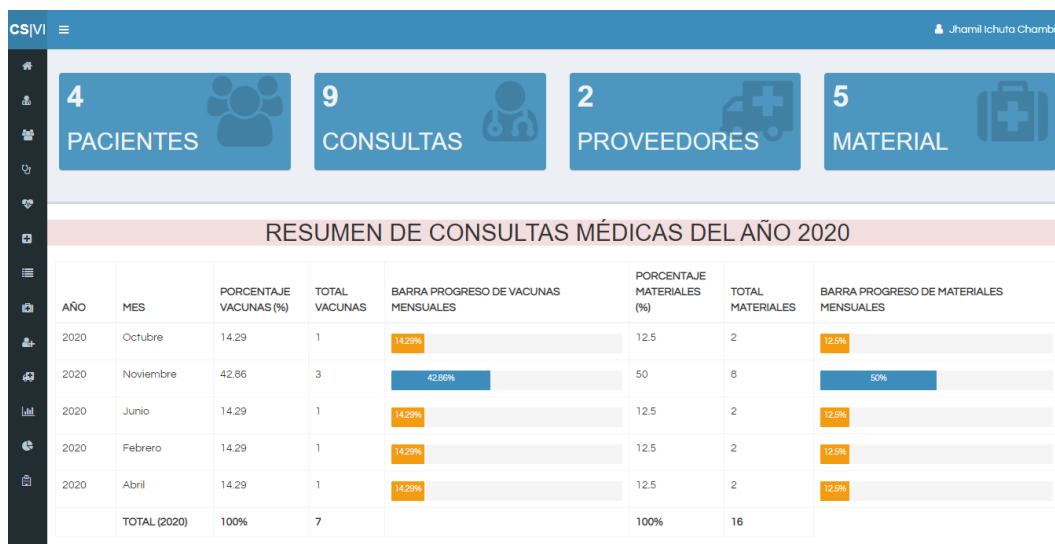 CS|VI Jhamil Ichuta Chambi
4 9 2 5
PACIENTES CONSULTAS PROVEEDORES MATERIAL
RESUMEN DE CONSULTAS MÉDICAS DEL AÑO 2020
AÑO MES PORCENTAJE VACUNAS (%) TOTAL VACUNAS BARRA PROGRESO DE VACUNAS MENSUALES PORCENTAJE MATERIALES (%) TOTAL MATERIALES BARRA PROGRESO DE MATERIALES MENSUALES
2020 Octubre 14.29 1 14.29% 12.5 2 12.5%
2020 Noviembre 42.86 3 42.86% 50 8 50%
2020 Junio 14.29 1 14.29% 12.5 2 12.5%
2020 Febrero 14.29 1 14.29% 12.5 2 12.5%
2020 Abril 14.29 1 14.29% 12.5 2 12.5%
TOTAL (2020) 100% 7 100% 16